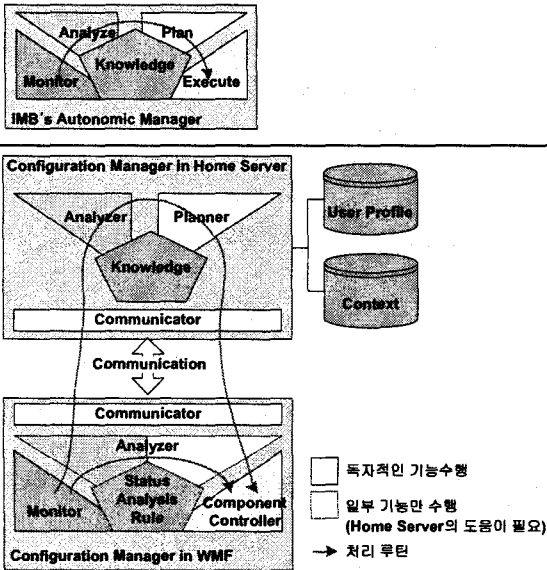 Analyze
Plan
Knowledge
Monitor
Execute
IMB's Autonomic Manager
Configuration Manager in Home Server
Analyzer
Planner
User Profile
Knowledge
Context
Communicator
Communication
Communicator
Analyzer
Status
Analysis
Rule
Monitor
Component
Controller
Configuration Manager in WMF
독자적인 기능수행
일부 기능만 수행
(Home Server의 도움이 필요)
처리 루틴